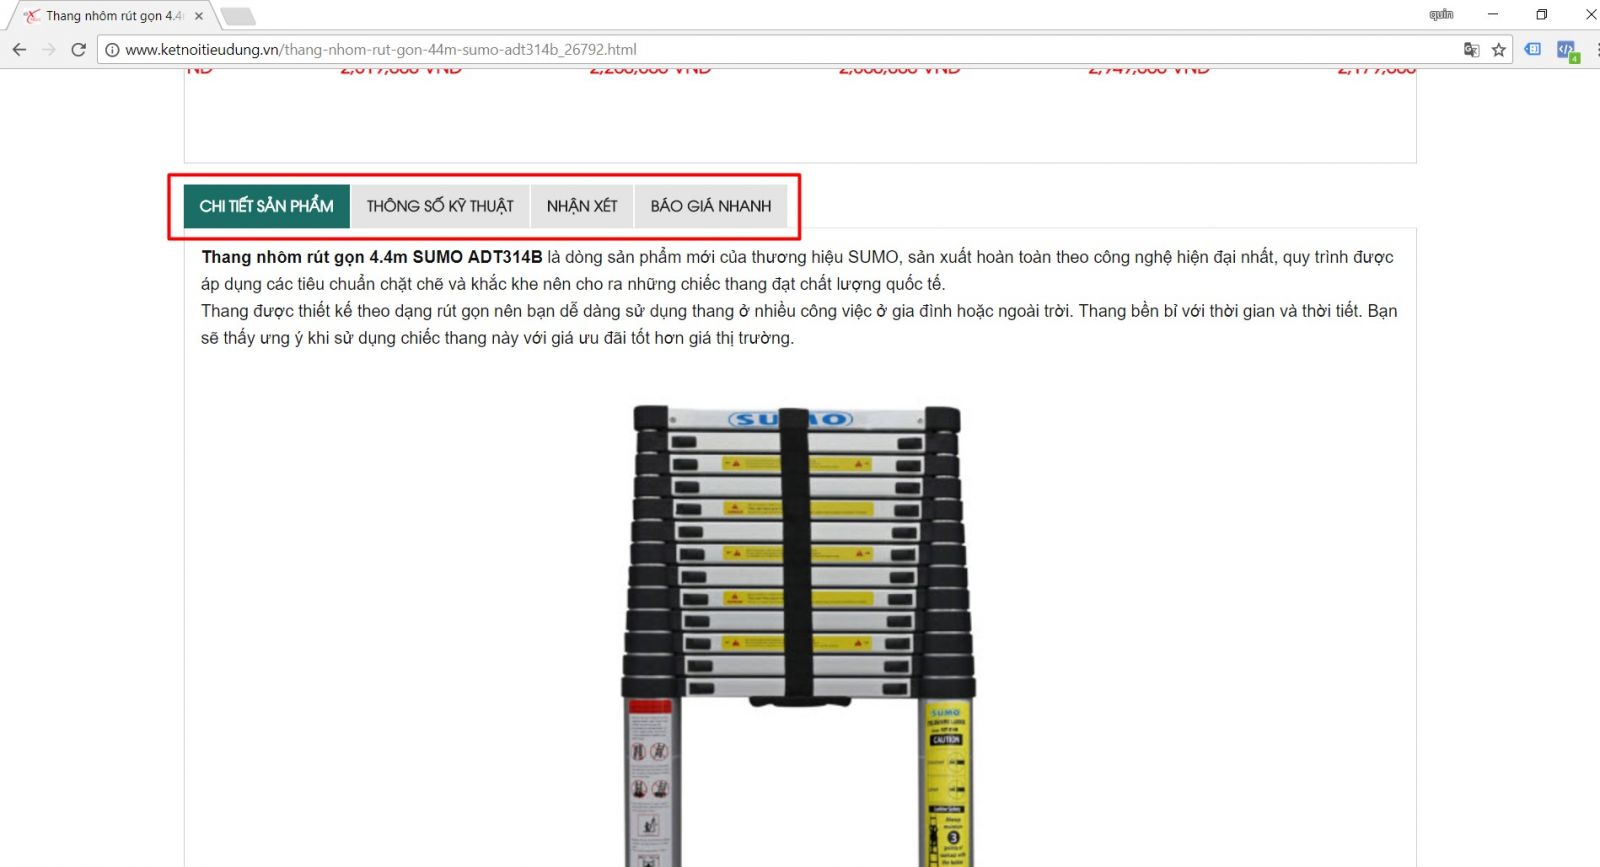 Thang nhôm rút gọn 4.4
quin
www.ketnoitieudung.vn/thang-nhom-rut-gon-44m-sumo-adt314b_26792.html
4
CHI TIẾT SẢN PHẨM THÔNG SỐ KỸ THUẬT NHẬN XÉT BÁO GIÁ NHANH
Thang nhôm rút gọn 4.4m SUMO ADT314B là dòng sản phẩm mới của thương hiệu SUMO, sản xuất hoàn toàn theo công nghệ hiện đại nhất, quy trình được
áp dụng các tiêu chuẩn chặt chẽ và khắc khe nên cho ra những chiếc thang đạt chất lượng quốc tế.
Thang được thiết kế theo dạng rút gọn nên bạn dễ dàng sử dụng thang ở nhiều công việc ở gia đình hoặc ngoài trời. Thang bền bỉ với thời gian và thời tiết. Bạn
sẽ thấy ưng ý khi sử dụng chiếc thang này với giá ưu đãi tốt hơn giá thị trường.
SUMO
CAUTION
Always
3